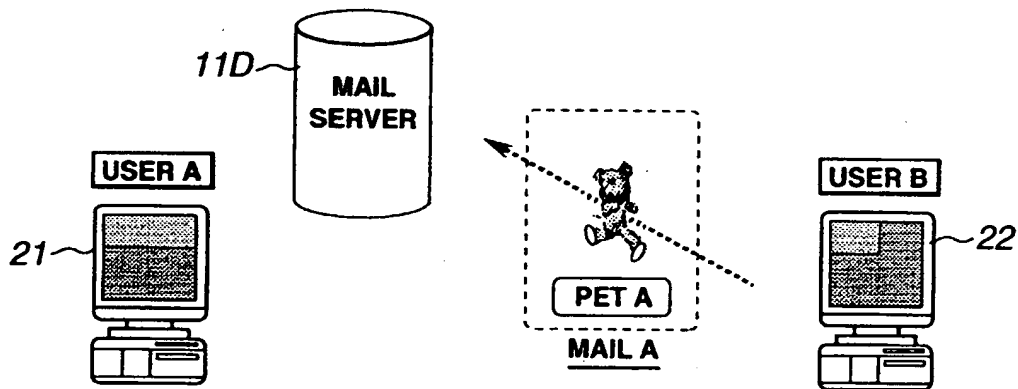 11D
MAIL
SERVER
USER A
USER B
21
22
PET A
MAIL A